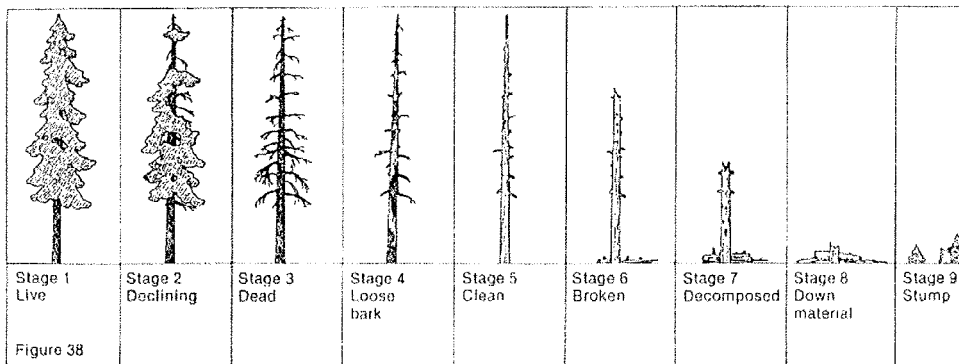 Stage 1
Live
Stage 2
Declining
Stage 3
Dead
Stage 4
Loose
bark
Stage 5
Clean
Stage 6
Broken
Stage 7
Decomposed
Stage 8
Down
material
Stage 9
Stump
Figure 38